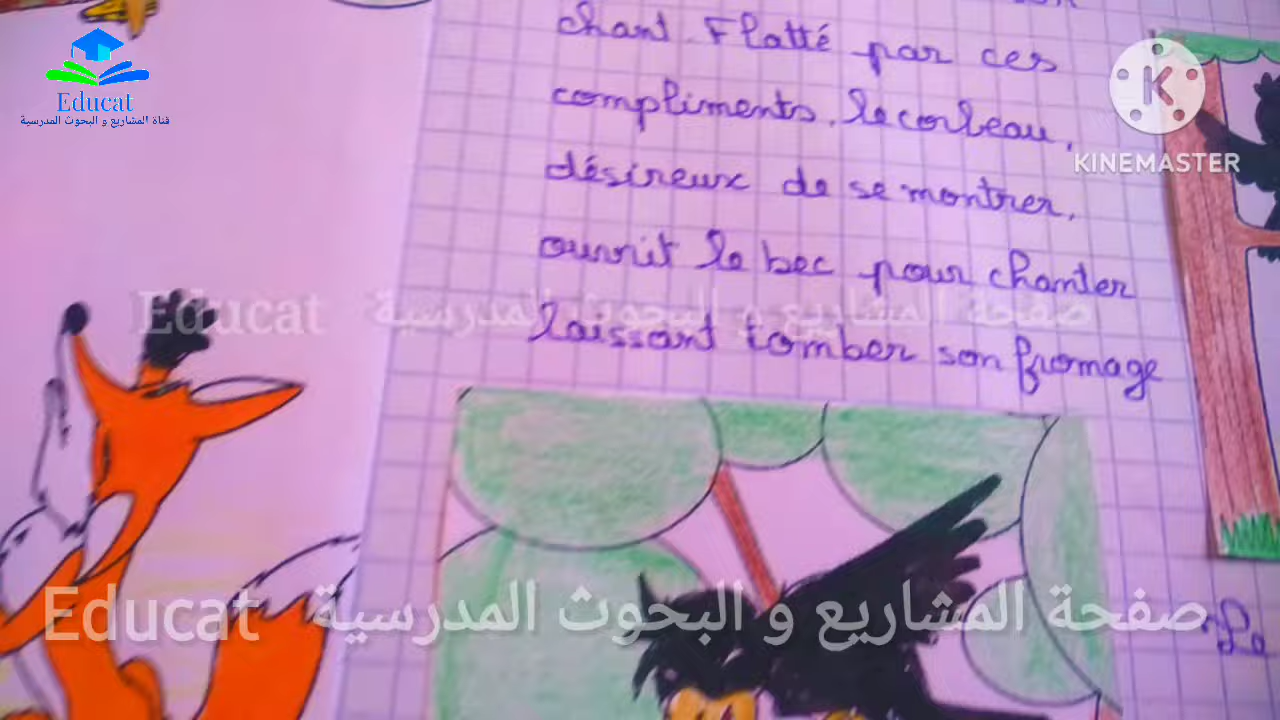 chant. Flatté par ces
compliments, le corbeau,
désireux de se montrer,
ouvrit le bec pour chanter
laissant tomber son fromage
Educat
قناة المشاريع و البحوث المدرسية
KINEMASTER
Educat صفحة المشاريع و البحوث المدرسية
Educat صفحة المشاريع و البحوث المدرسية